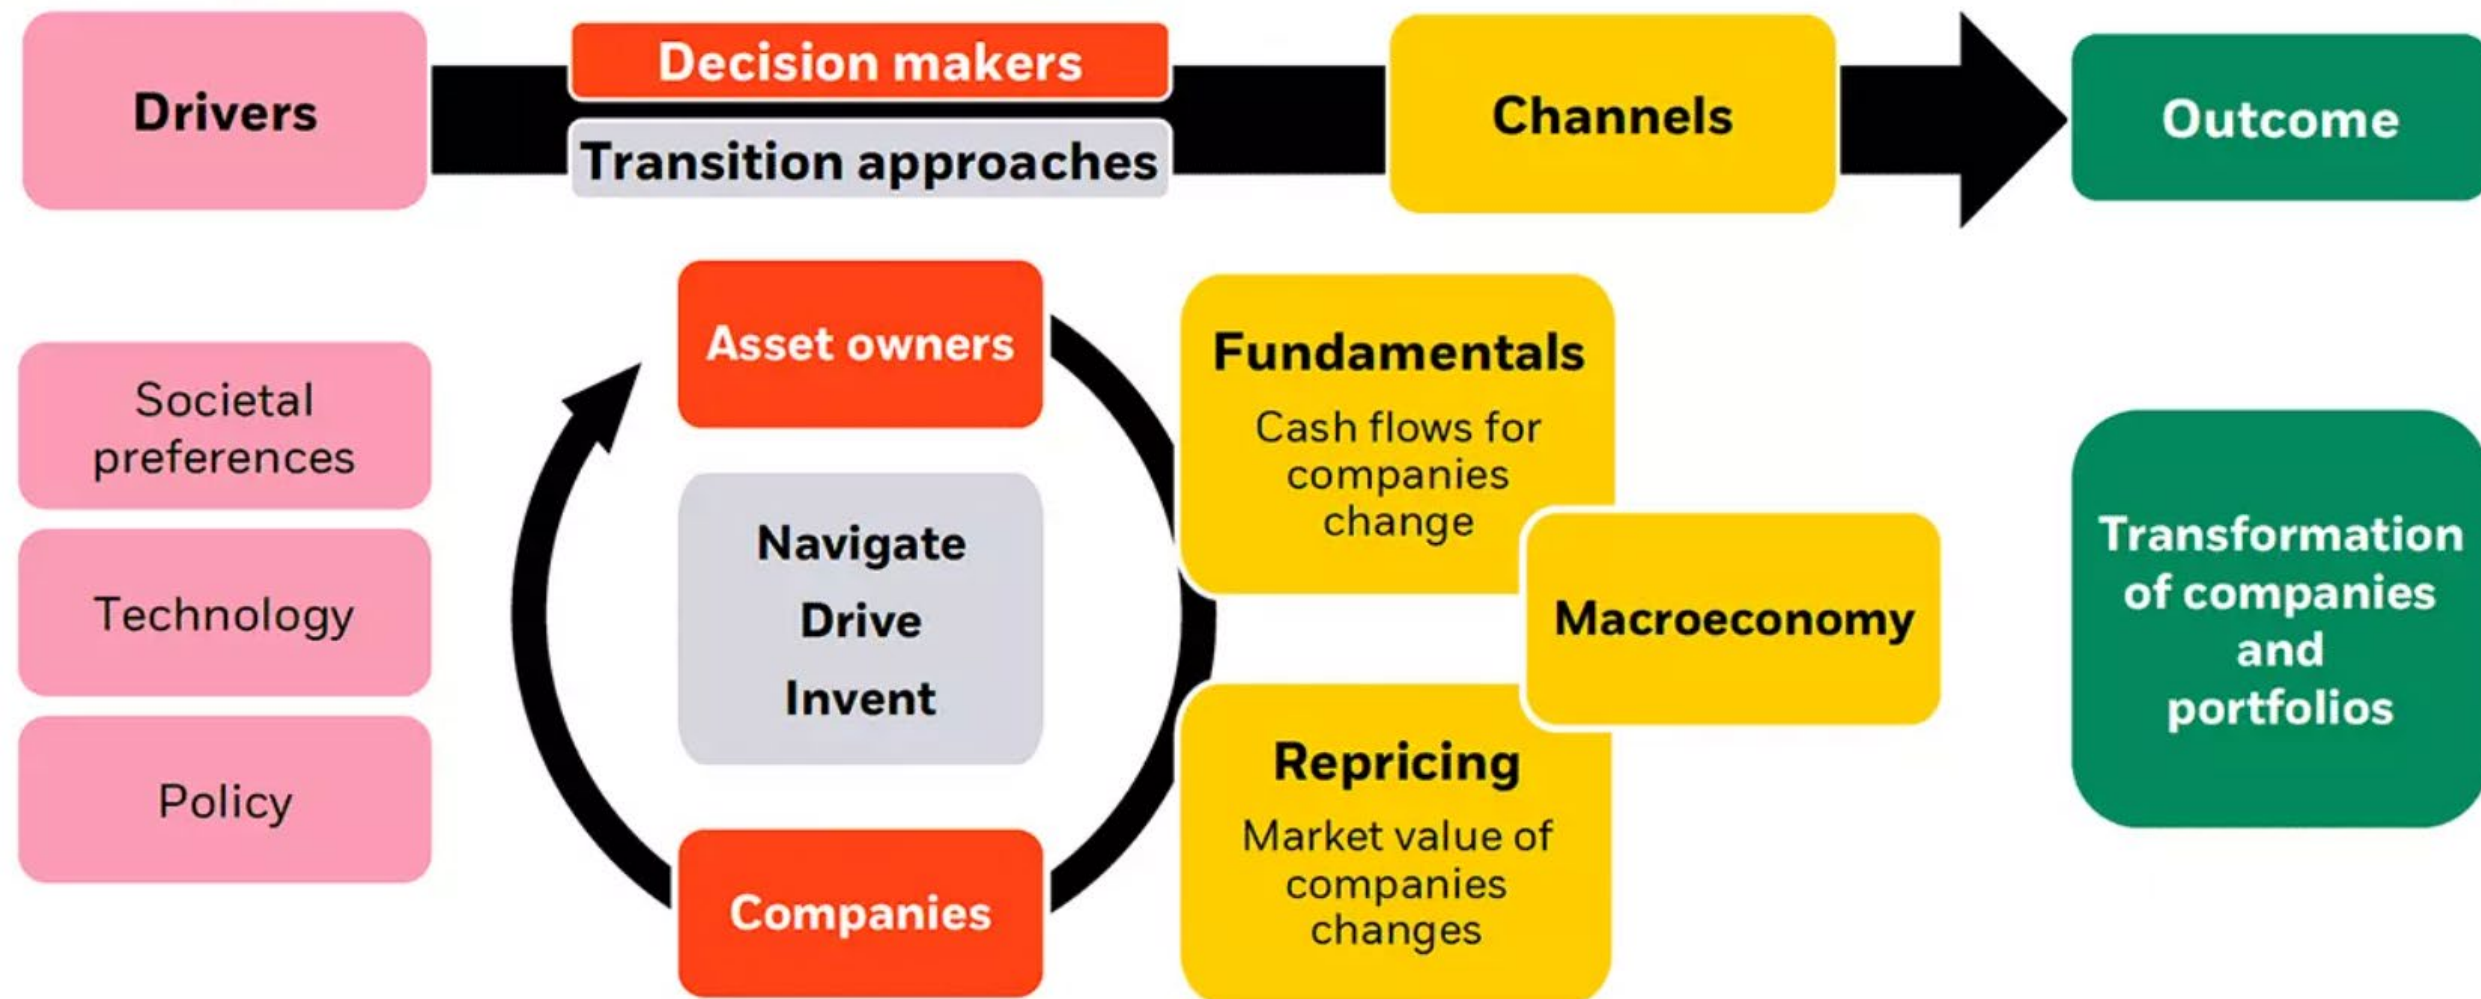 Drivers
Decision makers
Transition approaches
Channels
Outcome
Societal
preferences
Technology
Policy
Asset owners
Navigate
Drive
Invent
Companies
Fundamentals
Cash flows for
companies
change
Macroeconomy
Repricing
Market value of
companies
changes
Transformation
of companies
and
portfolios